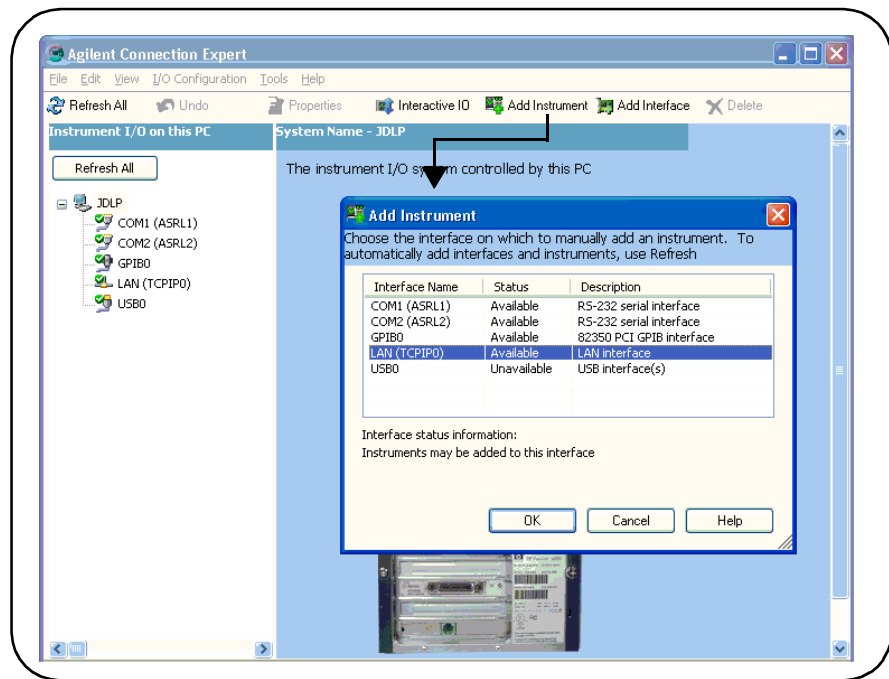 Agilent Connection Expert
File Edit View I/O Configuration Tools Help
Refresh All Undo Properties Interactive IO Add Instrument Add Interface Delete
Instrument I/O on this PC
System Name - JDLP
Refresh All
The instrument I/O system controlled by this PC
JDLP
COM1 (ASRL1)
COM2 (ASRL2)
GPIB0
LAN (TCPIP0)
USB0
Add Instrument
Choose the interface on which to manually add an instrument. To
automatically add interfaces and instruments, use Refresh
Interface Name Status Description
COM1 (ASRL1) Available RS-232 serial interface
COM2 (ASRL2) Available RS-232 serial interface
GPIB0 Available 82350 PCI GPIB interface
LAN (TCPIP0) Available LAN interface
USB0 Unavailable USB interface(s)
Interface status information:
Instruments may be added to this interface
OK Cancel Help